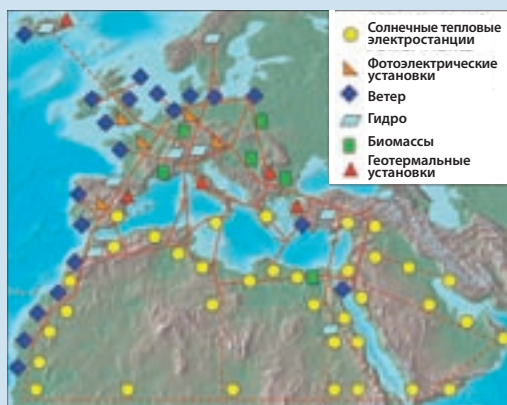 Солнечные тепловые
электростанции
Фотоэлектрические
установки
Ветер
Гидро
Биомассы
Геотермальные
установки